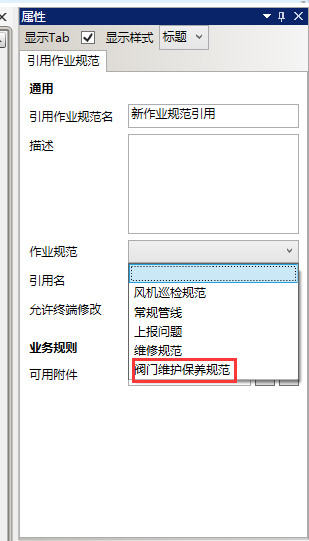 属性
显示Tab 显示样式 标题
引用作业规范
通用
引用作业规范名 新作业规范引用
描述
作业规范
引用名
风机巡检规范
常规管线
允许终端修改
上报问题
维修规范
业务规则
阀门维护保养规范
可用附件